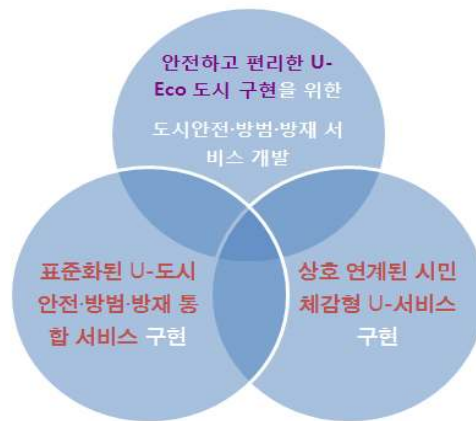 안전하고 편리한 U-
Eco 도시 구현을 위한
도시안전·방범·방재 서
비스 개발
표준화된 U-도시
안전·방범·방재 통
합 서비스 구현
상호 연계된 시민
체감형 U-서비스
구현